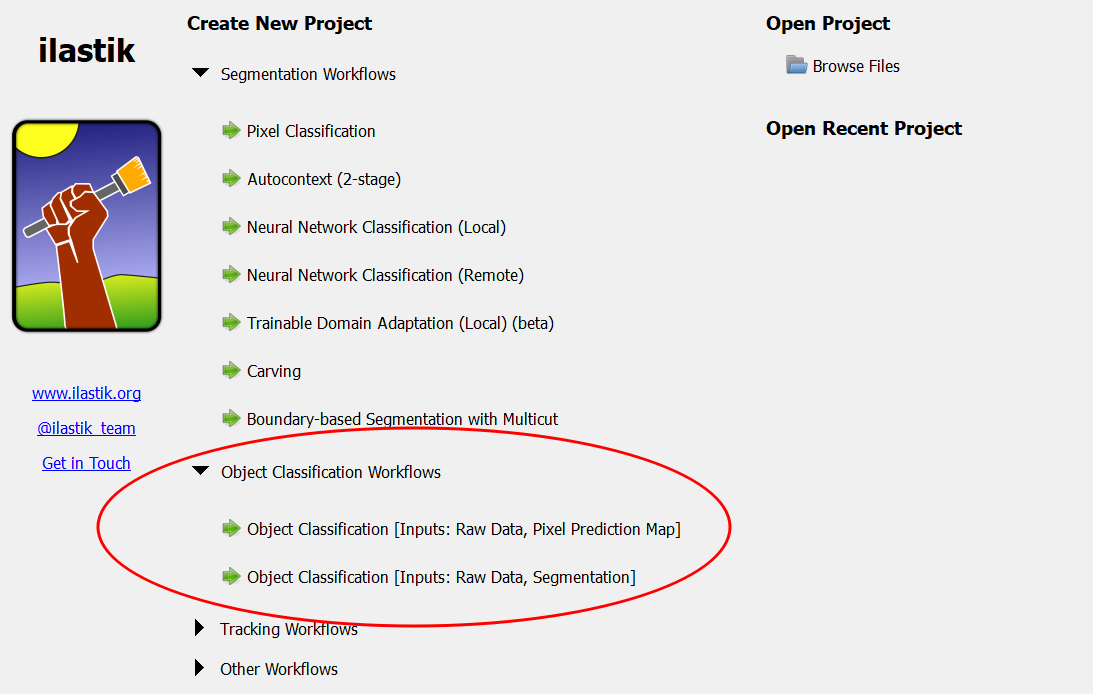 ilastik
www.ilastik.org
@ilastik_team
Get in Touch
Create New Project
Segmentation Workflows
Pixel Classification
Autocontext (2-stage)
Neural Network Classification (Local)
Neural Network Classification (Remote)
Trainable Domain Adaptation (Local) (beta)
Carving
Boundary-based Segmentation with Multicut
Object Classification Workflows
Object Classification [Inputs: Raw Data, Pixel Prediction Map]
Object Classification [Inputs: Raw Data, Segmentation]
Tracking Workflows
Other Workflows
Open Project
Browse Files
Open Recent Project